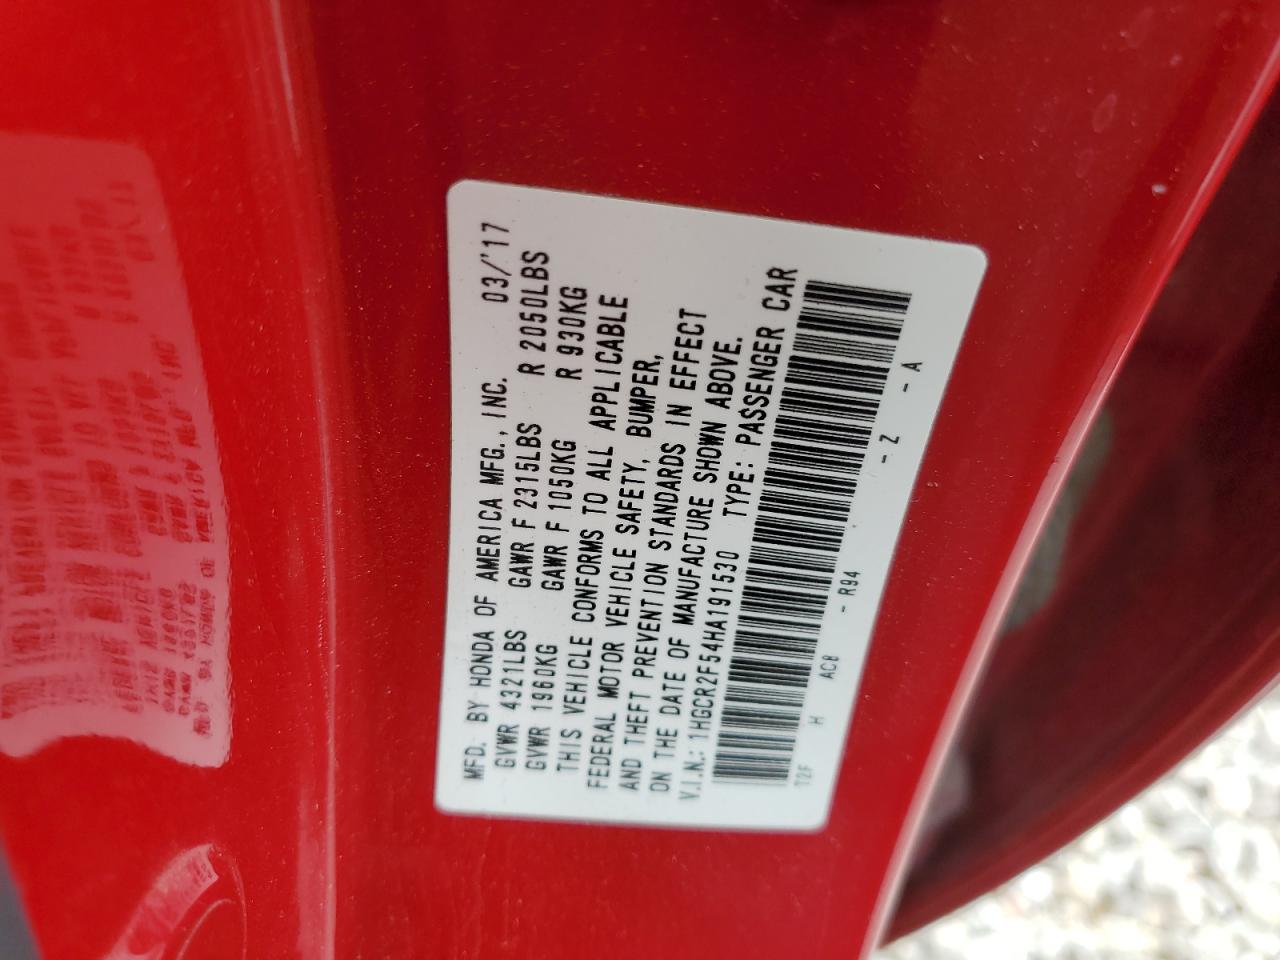 MFD. BY HONDA OF AMERICA MFG., INC. 03/'17
GVWR 4321LBS GAWR F 2315LBS R 2050LBS
GVWR 1960KG GAWR F 1050KG R 930KG
THIS VEHICLE CONFORMS TO ALL APPLICABLE
FEDERAL MOTOR VEHICLE SAFETY, BUMPER,
AND THEFT PREVENTION STANDARDS IN EFFECT
ON THE DATE OF MANUFACTURE SHOWN ABOVE.
V.I.N.: 1HGCR2F54HA191530 TYPE: PASSENGER CAR
T2F H AC8 - R94 - Z - A